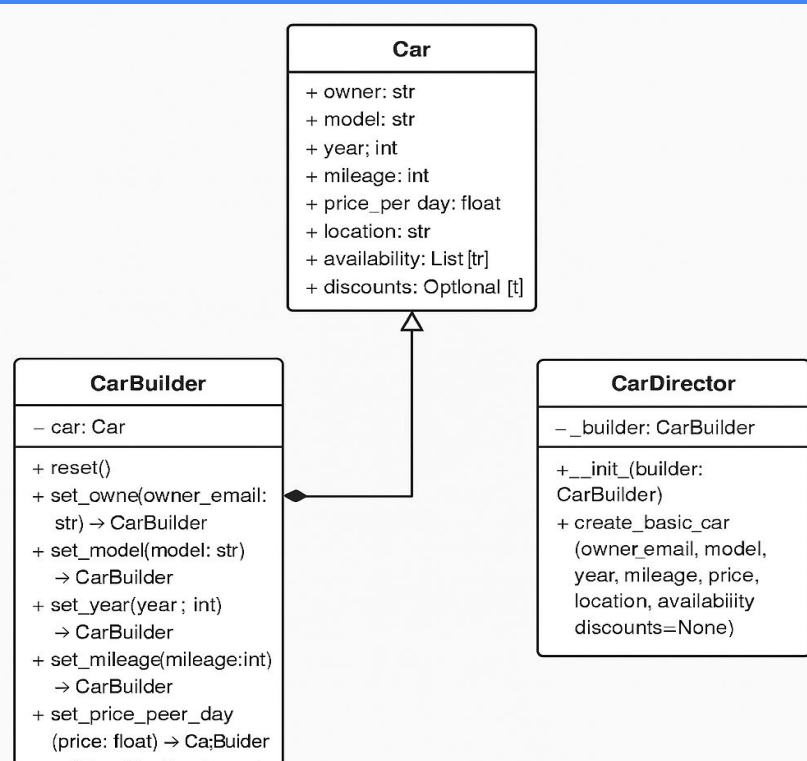 Car
+ owner: str
+ model: str
+ year; int
+ mileage: int
+ price_per day: float
+ location: str
+ availability: List [tr]
+ discounts: Optlonal [t]
CarBuilder
– car: Car
+ reset()
+ set_owne(owner_email:
str) → CarBuilder
+ set_model(model: str)
→ CarBuilder
+ set_year(year ; int)
→ CarBuilder
+ set_mileage(mileage:int)
→ CarBuilder
+ set_price_peer_day
(price: float) → Ca;Buider
CarDirector
– _builder: CarBuilder
+__init_(builder:
CarBuilder)
+ create_basic_car
(owner_email, model,
year, mileage, price,
location, availabiiity
discounts=None)